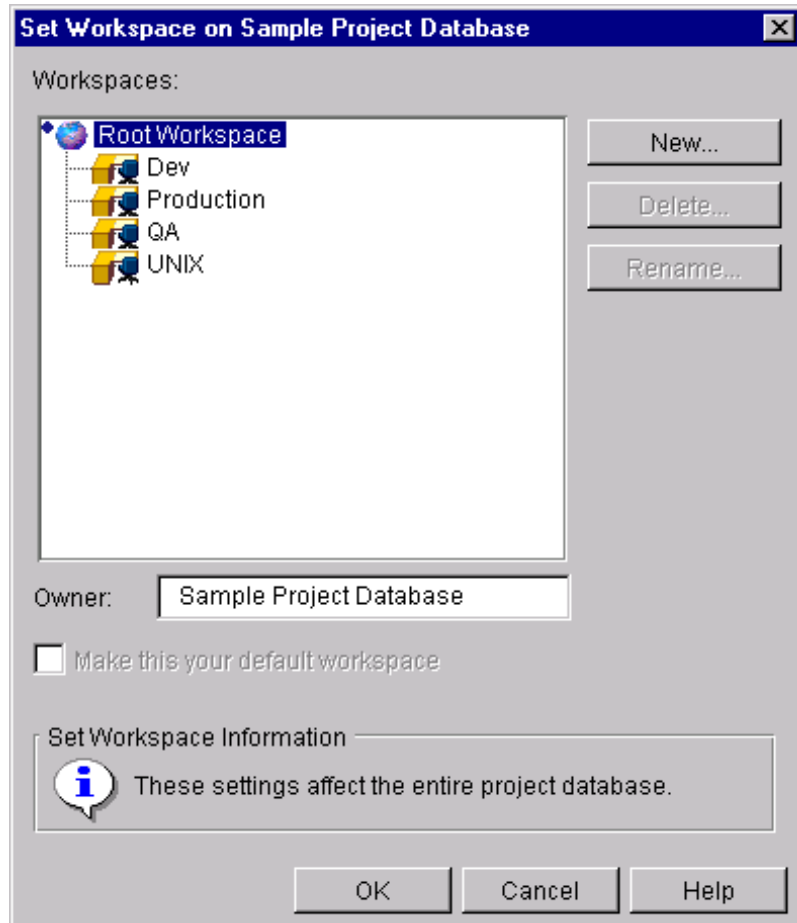 Set Workspace on Sample Project Database
Workspaces:
Root Workspace
Dev
Production
QA
UNIX
New...
Delete...
Rename...
Owner: Sample Project Database
Make this your default workspace
Set Workspace Information
These settings affect the entire project database.
OK Cancel Help